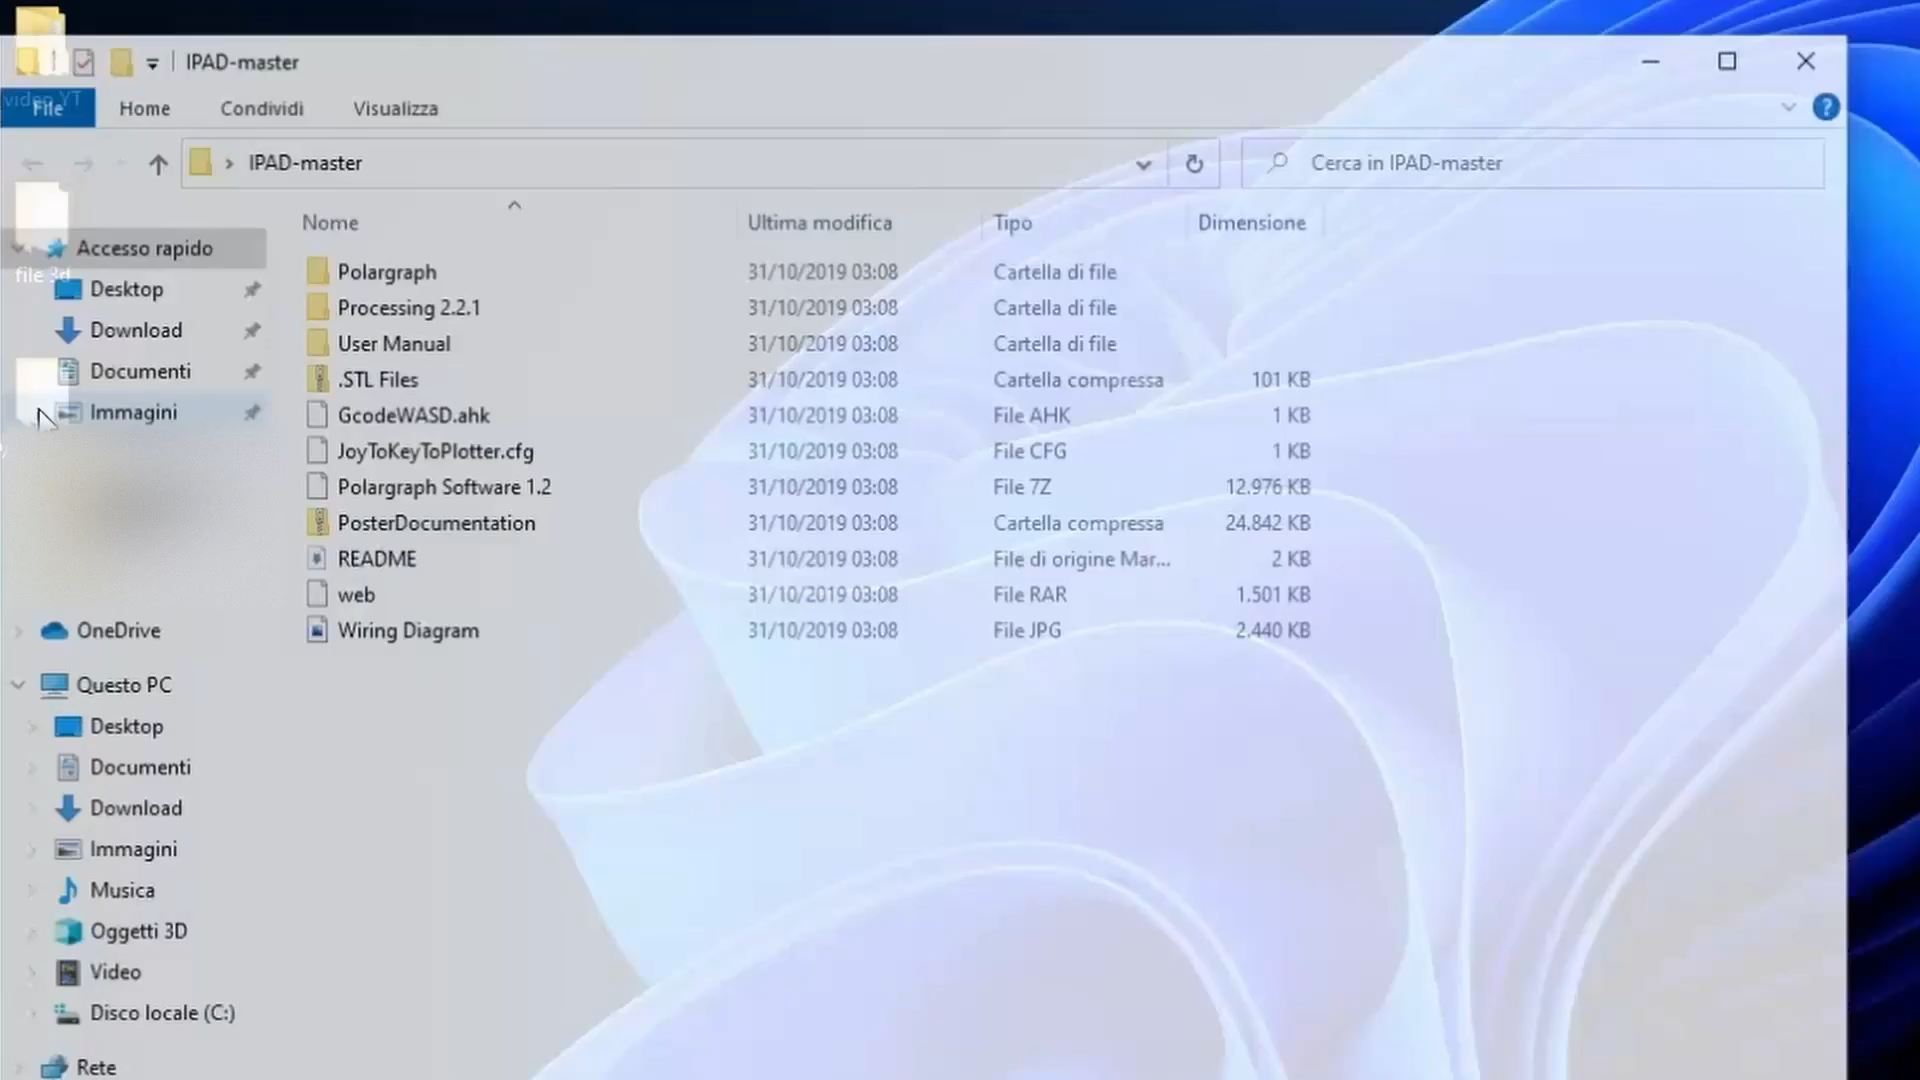 IPAD-master
video YT
File Home Condividi Visualizza
IPAD-master Cerca in IPAD-master
Nome Ultima modifica Tipo Dimensione
Accesso rapido
file 3d
Desktop
Download
Documenti
Immagini
OneDrive
Questo PC
Desktop
Documenti
Download
Immagini
Musica
Oggetti 3D
Video
Disco locale (C:)
Rete
Polargraph 31/10/2019 03:08 Cartella di file
Processing 2.2.1 31/10/2019 03:08 Cartella di file
User Manual 31/10/2019 03:08 Cartella di file
.STL Files 31/10/2019 03:08 Cartella compressa 101 KB
GcodeWASD.ahk 31/10/2019 03:08 File AHK 1 KB
JoyToKeyToPlotter.cfg 31/10/2019 03:08 File CFG 1 KB
Polargraph Software 1.2 31/10/2019 03:08 File 7Z 12.976 KB
PosterDocumentation 31/10/2019 03:08 Cartella compressa 24.842 KB
README 31/10/2019 03:08 File di origine Mar... 2 KB
web 31/10/2019 03:08 File RAR 1.501 KB
Wiring Diagram 31/10/2019 03:08 File JPG 2.440 KB